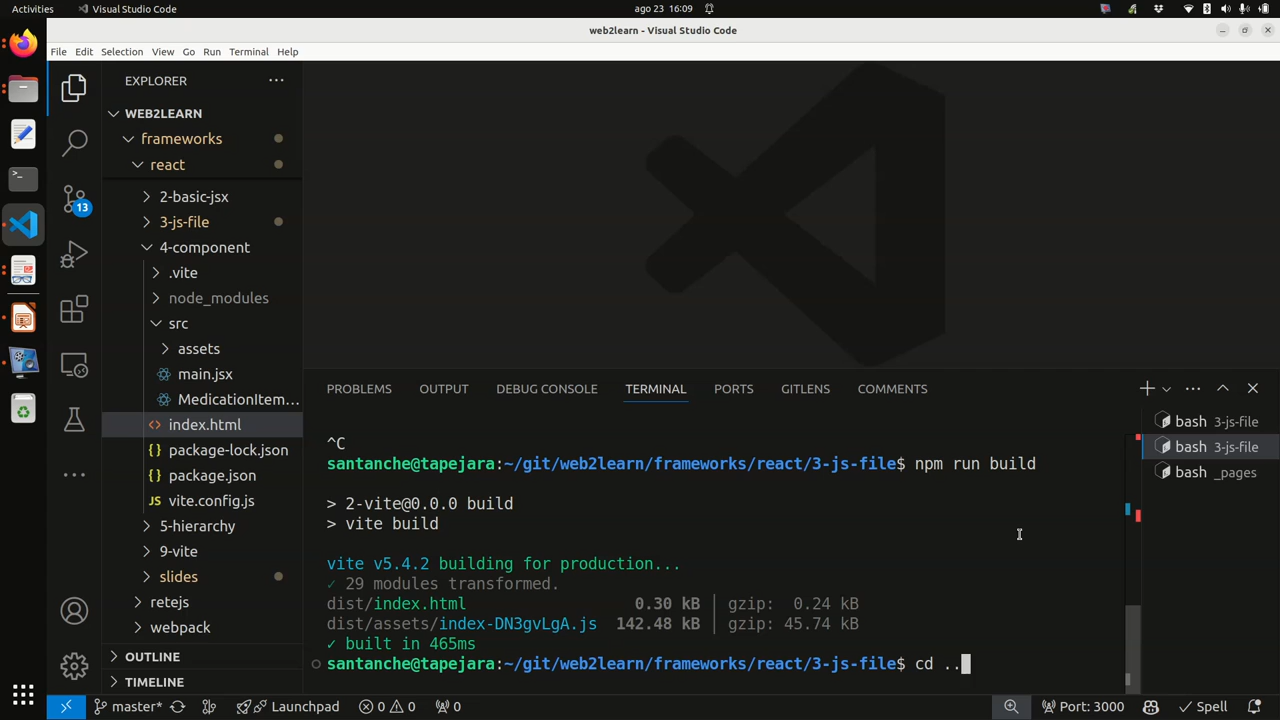 Activities
Visual Studio Code
ago 23 16:09
web2learn - Visual Studio Code
File Edit Selection View Go Run Terminal Help
EXPLORER
WEB2LEARN
frameworks
react
2-basic-jsx
3-js-file
4-component
.vite
node_modules
src
assets
main.jsx
MedicationItem...
index.html
package-lock.json
package.json
vite.config.js
5-hierarchy
9-vite
slides
retejs
webpack
OUTLINE
TIMELINE
13
PROBLEMS OUTPUT DEBUG CONSOLE TERMINAL PORTS GITLENS COMMENTS
^C
santanche@tapejara:~/git/web2learn/frameworks/react/3-js-file$ npm run build
> 2-vite@0.0.0 build
> vite build
vite v5.4.2 building for production...
✓ 29 modules transformed.
dist/index.html 0.30 kB │ gzip: 0.24 kB
dist/assets/index-DN3gvLgA.js 142.48 kB │ gzip: 45.74 kB
✓ built in 465ms
santanche@tapejara:~/git/web2learn/frameworks/react/3-js-file$ cd ..
bash 3-js-file
bash 3-js-file
bash _pages
master* Launchpad 0 0 0 Port: 3000 Spell